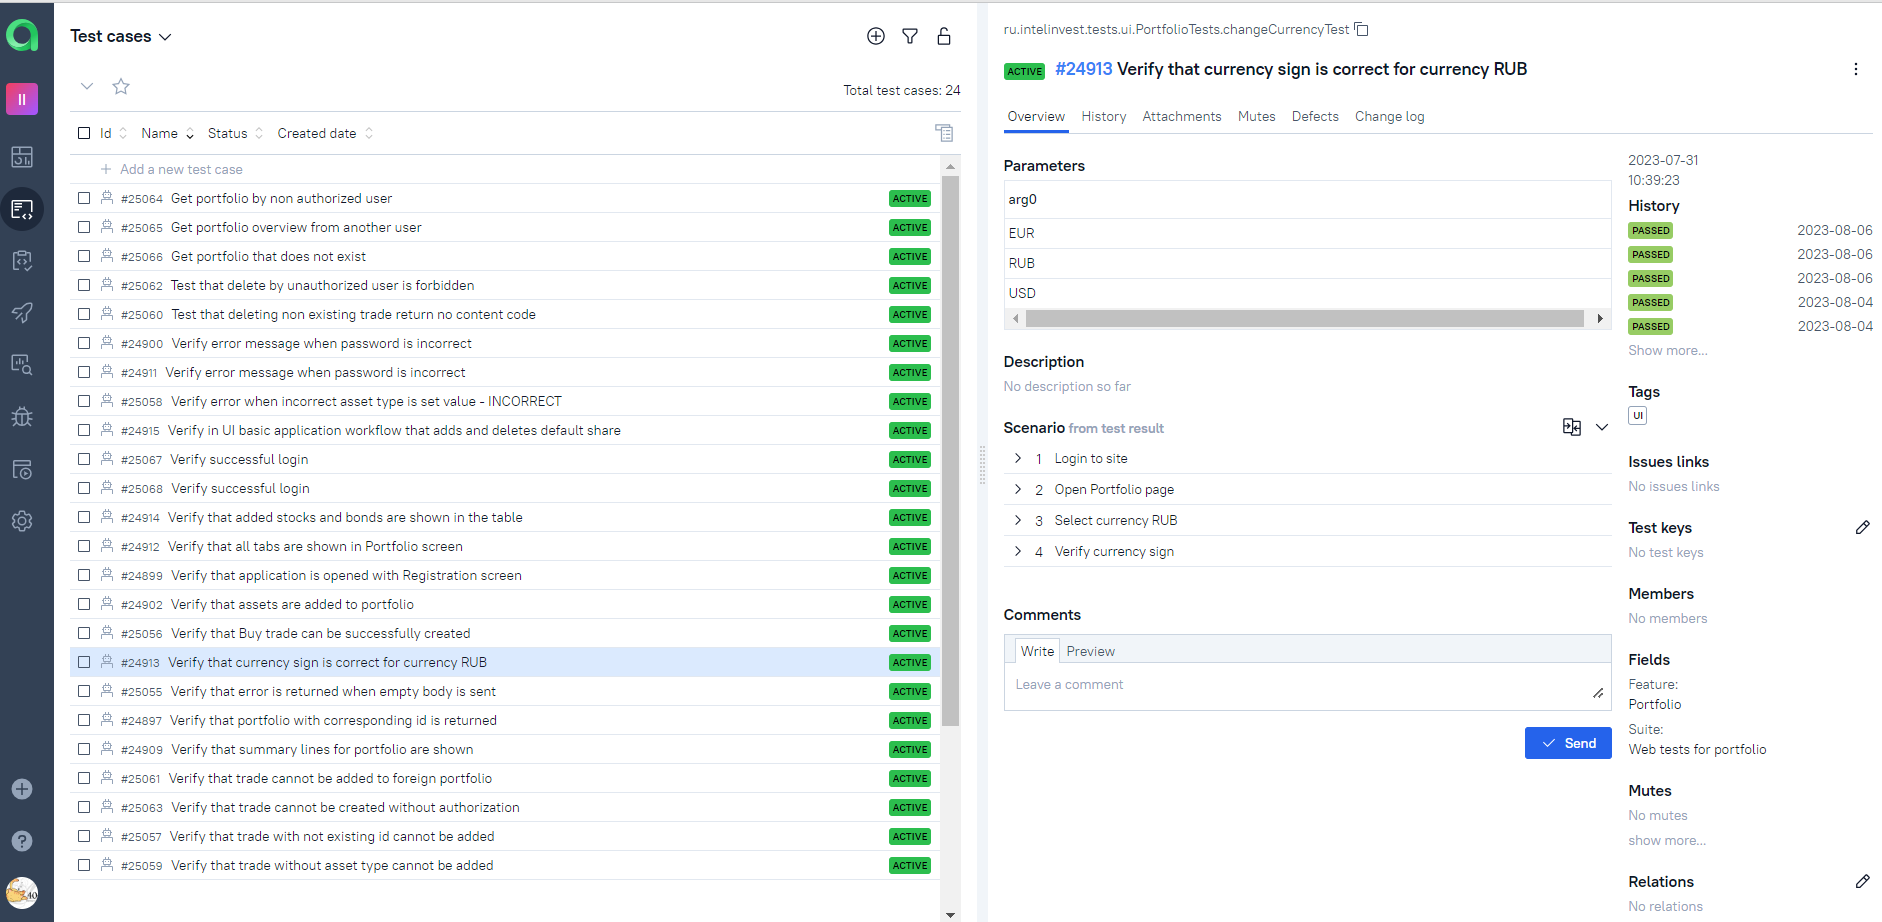 Test cases
Total test cases: 24
Id Name Status Created date
Add a new test case
#25064 Get portfolio by non authorized user ACTIVE
#25065 Get portfolio overview from another user ACTIVE
#25066 Get portfolio that does not exist ACTIVE
#25062 Test that delete by unauthorized user is forbidden ACTIVE
#25060 Test that deleting non existing trade return no content code ACTIVE
#24900 Verify error message when password is incorrect ACTIVE
#24911 Verify error message when password is incorrect ACTIVE
#25058 Verify error when incorrect asset type is set value - INCORRECT ACTIVE
#24915 Verify in UI basic application workflow that adds and deletes default share ACTIVE
#25067 Verify successful login ACTIVE
#25068 Verify successful login ACTIVE
#24914 Verify that added stocks and bonds are shown in the table ACTIVE
#24912 Verify that all tabs are shown in Portfolio screen ACTIVE
#24899 Verify that application is opened with Registration screen ACTIVE
#24902 Verify that assets are added to portfolio ACTIVE
#25056 Verify that Buy trade can be successfully created ACTIVE
#24913 Verify that currency sign is correct for currency RUB ACTIVE
#25055 Verify that error is returned when empty body is sent ACTIVE
#24897 Verify that portfolio with corresponding id is returned ACTIVE
#24909 Verify that summary lines for portfolio are shown ACTIVE
#25061 Verify that trade cannot be added to foreign portfolio ACTIVE
#25063 Verify that trade cannot be created without authorization ACTIVE
#25057 Verify that trade with not existing id cannot be added ACTIVE
#25059 Verify that trade without asset type cannot be added ACTIVE
II
ru.intelinvest.tests.ui.PortfolioTests.changeCurrencyTest
ACTIVE #24913 Verify that currency sign is correct for currency RUB
Overview History Attachments Mutes Defects Change log
Parameters
arg0
EUR
RUB
USD
Description
No description so far
Scenario from test result
1 Login to site
2 Open Portfolio page
3 Select currency RUB
4 Verify currency sign
Comments
Write Preview
Leave a comment
Send
2023-07-31
10:39:23
History
PASSED 2023-08-06
PASSED 2023-08-06
PASSED 2023-08-06
PASSED 2023-08-04
PASSED 2023-08-04
Show more...
Tags
UI
Issues links
No issues links
Test keys
No test keys
Members
No members
Fields
Feature:
Portfolio
Suite:
Web tests for portfolio
Mutes
No mutes
show more...
Relations
No relations